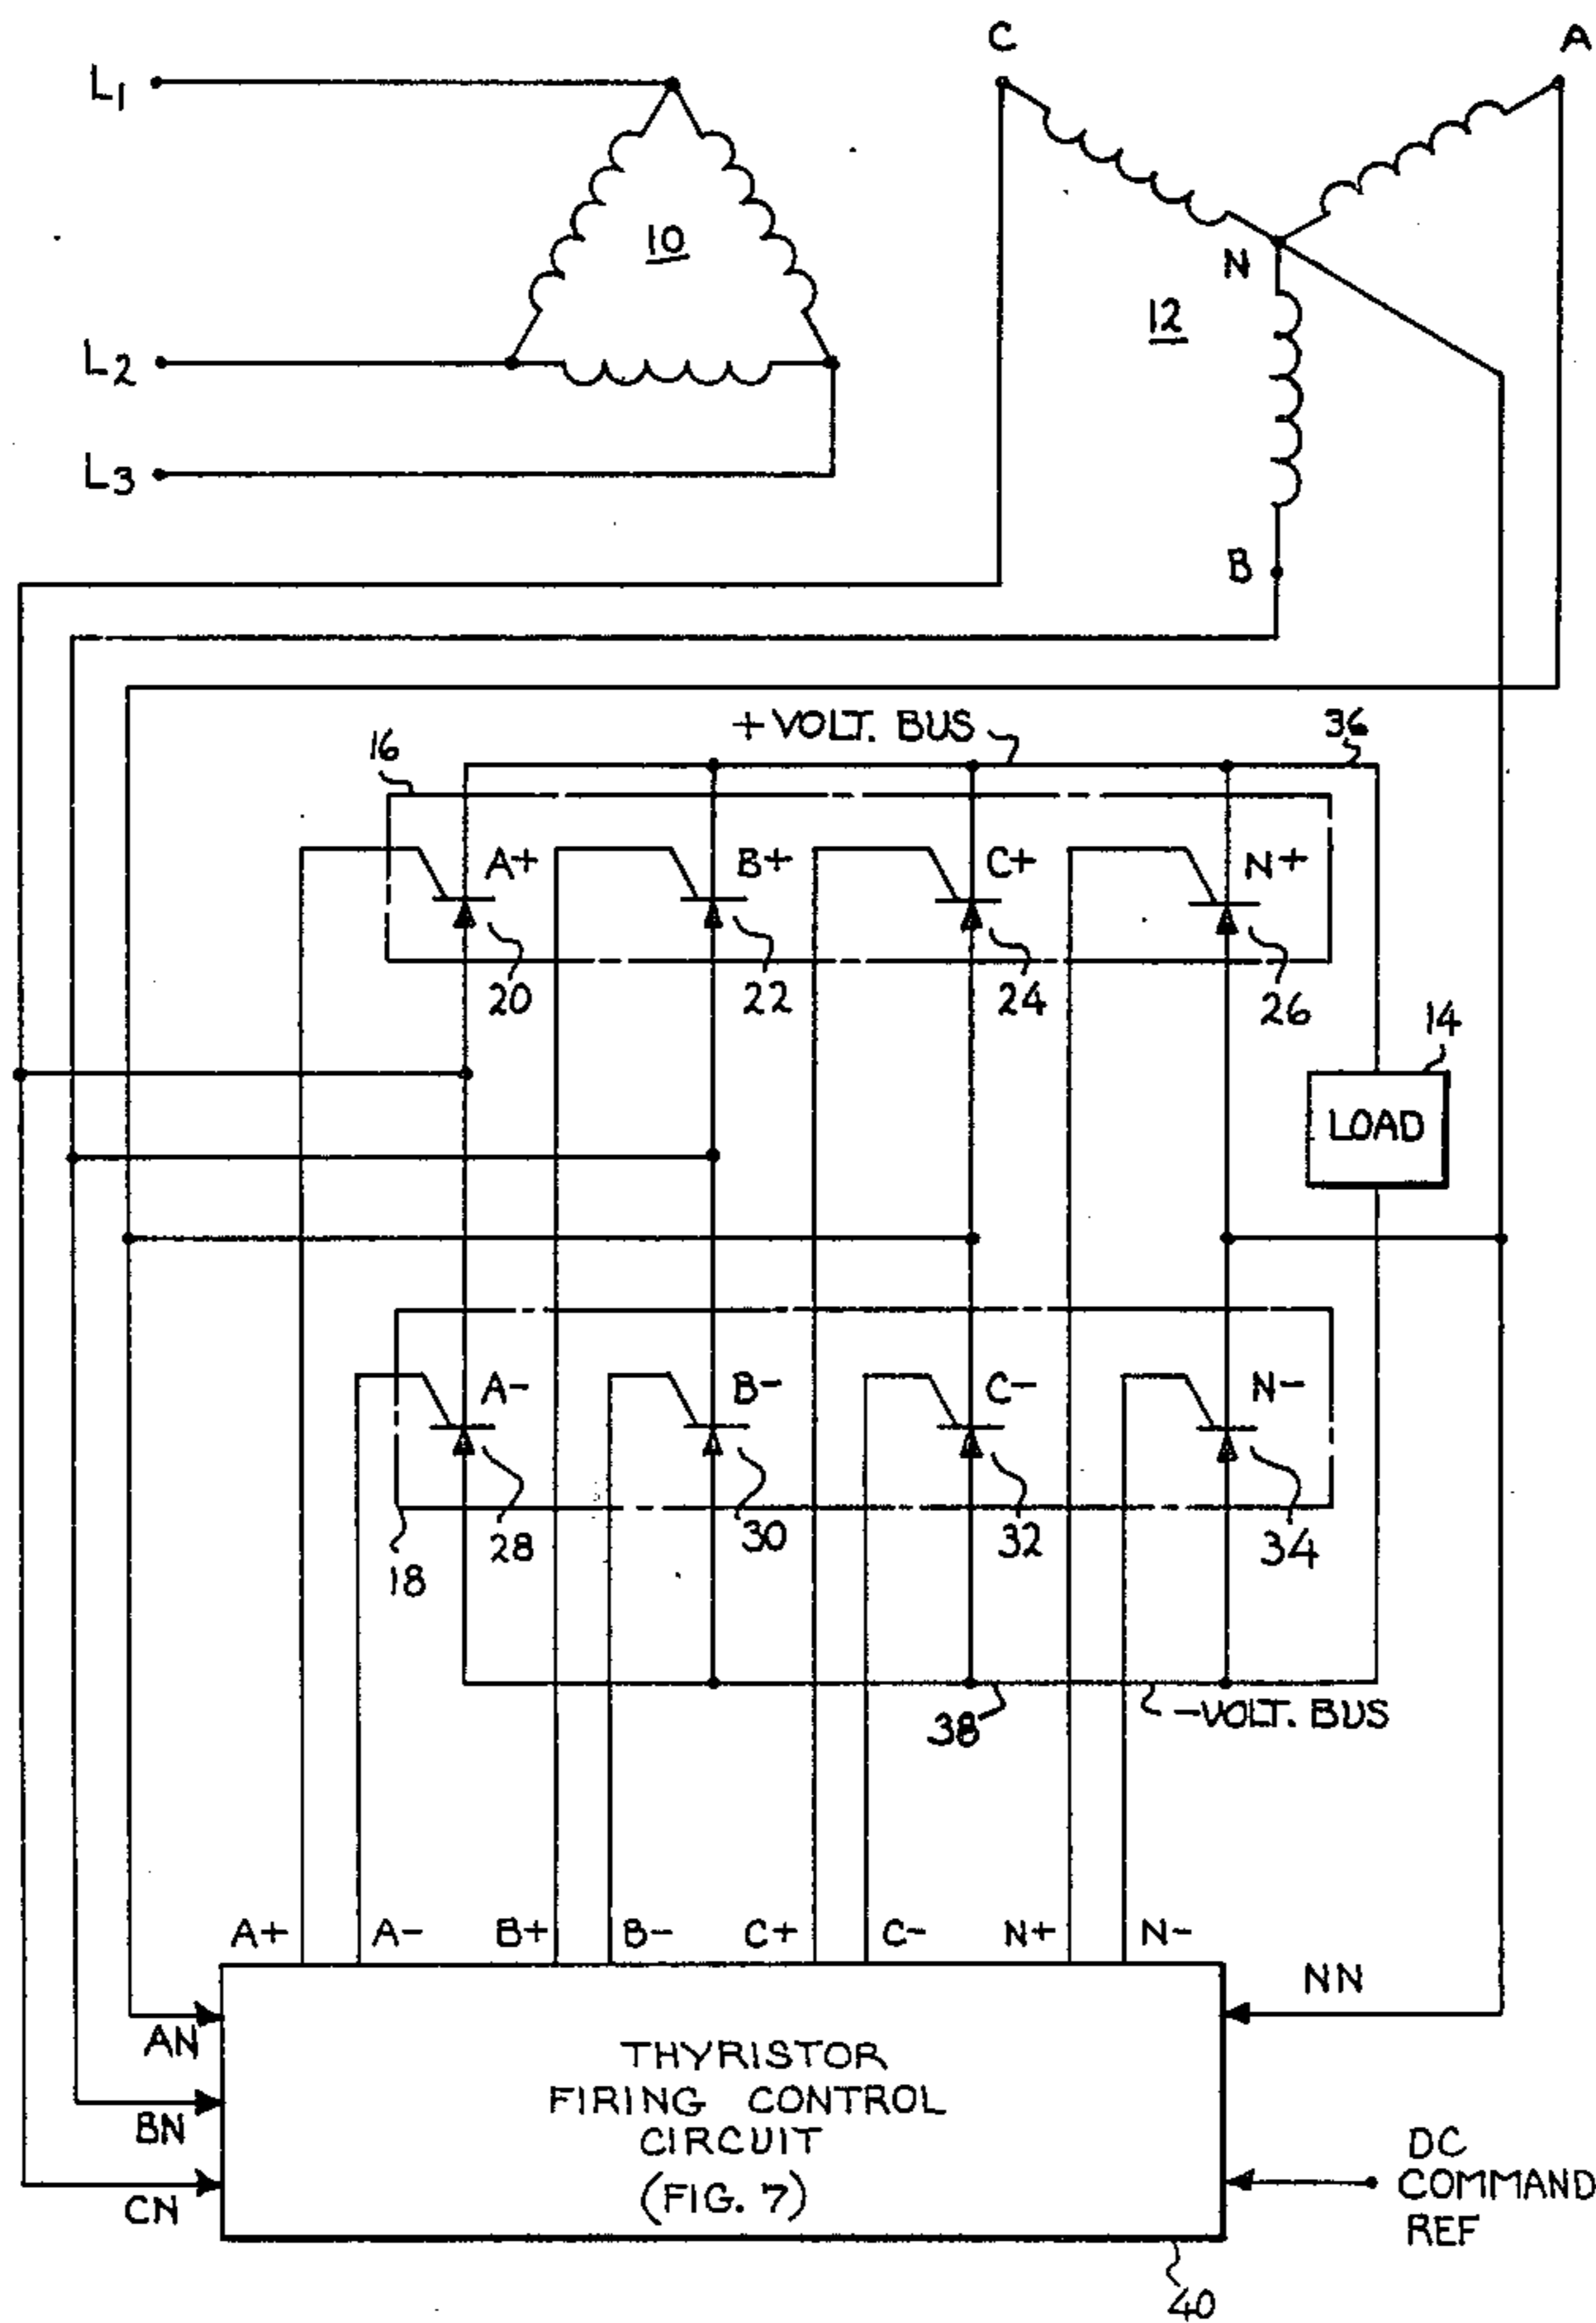 C
A
L1
10
N
L2
12
L3
B
+ VOLT. BUS
36
16
A+
B+
C+
N+
20
22
24
26
14
LOAD
A-
B-
C-
N-
28
30
32
34
18
38
-VOLT. BUS
A+
A-
B+
B-
C+
C-
N+
N-
NN
AN
BN
CN
THYRISTOR
FIRING CONTROL
CIRCUIT
(FIG. 7)
DC
COMMAND
REF
40